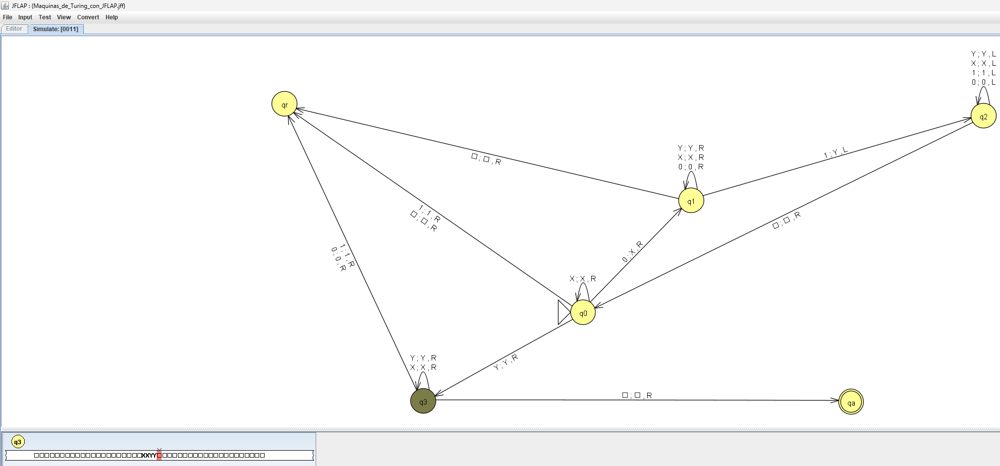 JFLAP : (Maquinas_de_Turing_con_JFLAP.jff)
File Input Test View Convert Help
Editor Simulate: [0011]
Y ; Y , L
X ; X , L
1 ; 1 , L
0 ; 0 , L
qr
q2
Y ; Y , R
X ; X , R
0 ; 0 , R
1 ; Y , L
□ ; □ , R
q1
1 ; 1 , R
□ ; □ , R
□ ; □ , R
0 ; X , R
1 ; 1 , R
0 ; 0 , R
X ; X , R
q0
Y ; Y , R
Y ; Y , R
X ; X , R
□ ; □ , R
q3
qa
q3
□□□□□□□□□□□□□□□□□□□□□XXYY□□□□□□□□□□□□□□□□□□□□□